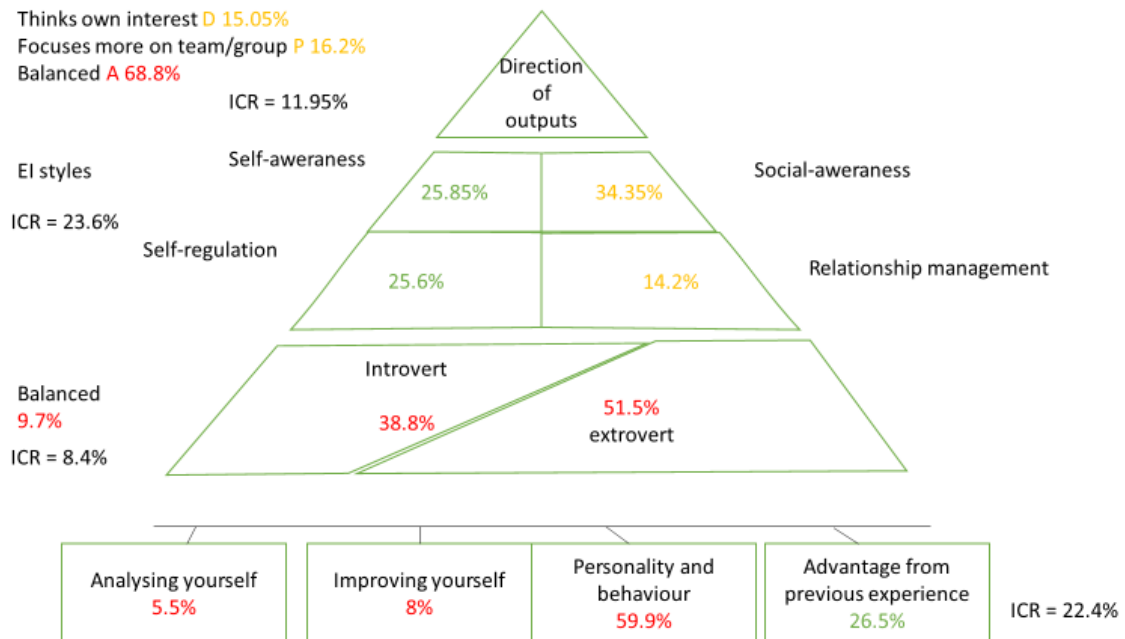 Thinks own interest D 15.05%
Focuses more on team/group P 16.2%
Balanced A 68.8%
ICR = 11.95%
Direction
of
outputs
EI styles
ICR = 23.6%
Self-aweraness
25.85%
34.35%
Social-aweraness
Self-regulation
25.6%
14.2%
Relationship management
Balanced
9.7%
ICR = 8.4%
Introvert
38.8%
51.5%
extrovert
Analysing yourself
5.5%
Improving yourself
8%
Personality and
behaviour
59.9%
Advantage from
previous experience
26.5%
ICR = 22.4%